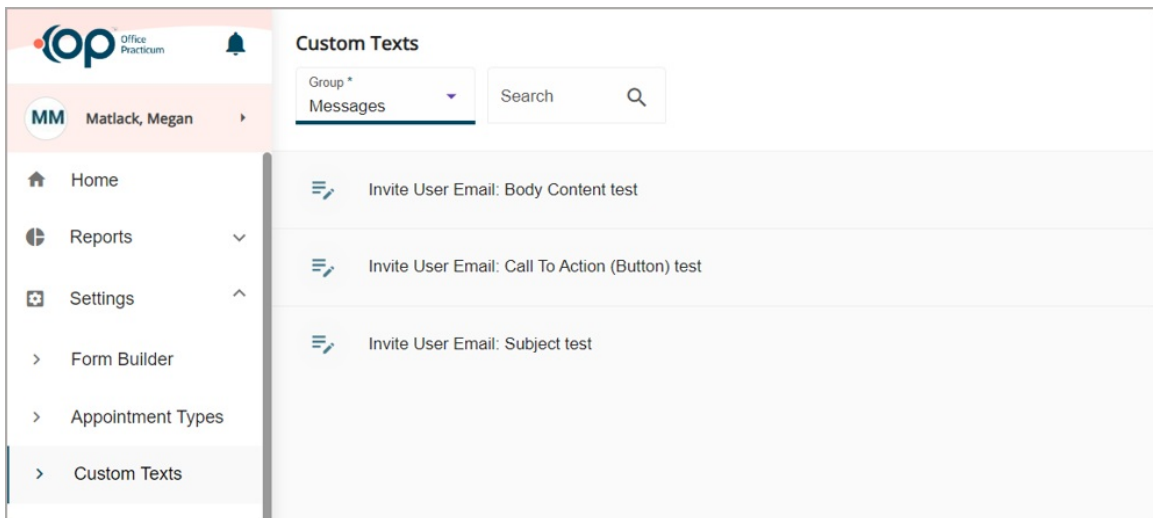 op Office
Practicum
MM Matlack, Megan
Home
Reports
Settings
Form Builder
Appointment Types
Custom Texts
Custom Texts
Group *
Messages
Search
Invite User Email: Body Content test
Invite User Email: Call To Action (Button) test
Invite User Email: Subject test